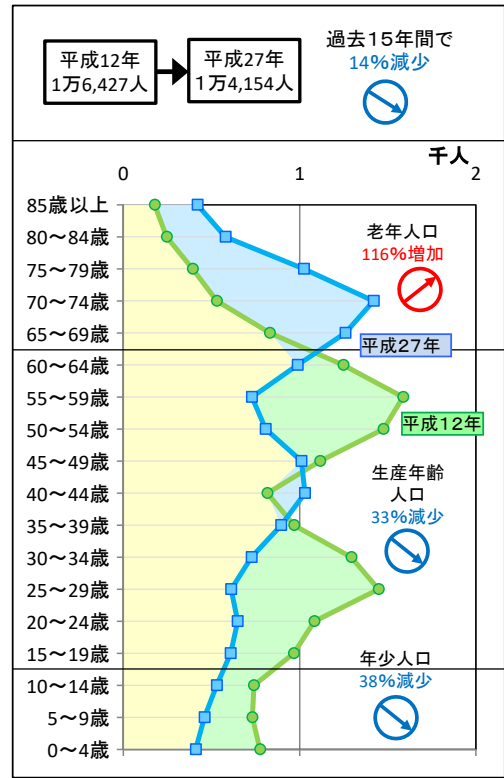 平成12年
1万6,427人
平成27年
1万4,154人
過去15年間で
14%減少
千人
0 1 2
85歳以上
80～84歳
75～79歳
70～74歳
65～69歳
60～64歳
55～59歳
50～54歳
45～49歳
40～44歳
35～39歳
30～34歳
25～29歳
20～24歳
15～19歳
10～14歳
5～9歳
0～4歳
老年人口
116%増加
平成27年
平成12年
生産年齢
人口
33%減少
年少人口
38%減少